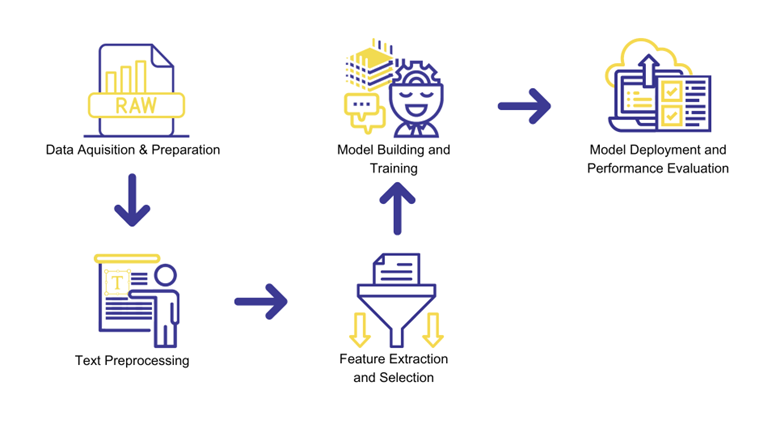 RAW
Data Aquisition & Preparation
T
Text Preprocessing
Feature Extraction
and Selection
Model Building and
Training
Model Deployment and
Performance Evaluation